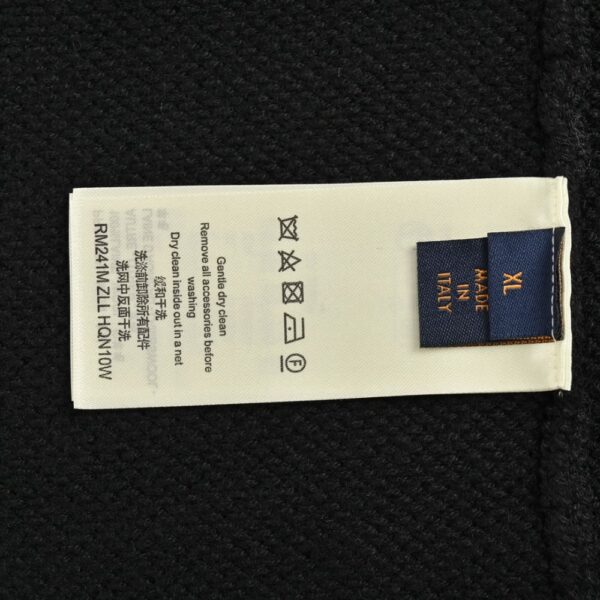 XL
MADE
IN
ITALY
F
Gentle dry clean
Remove all accessories before
washing
Dry clean inside out in a net
缓和干洗
洗涤前卸除所有配件
洗网中反面干洗
RM241M ZLL HQN10W